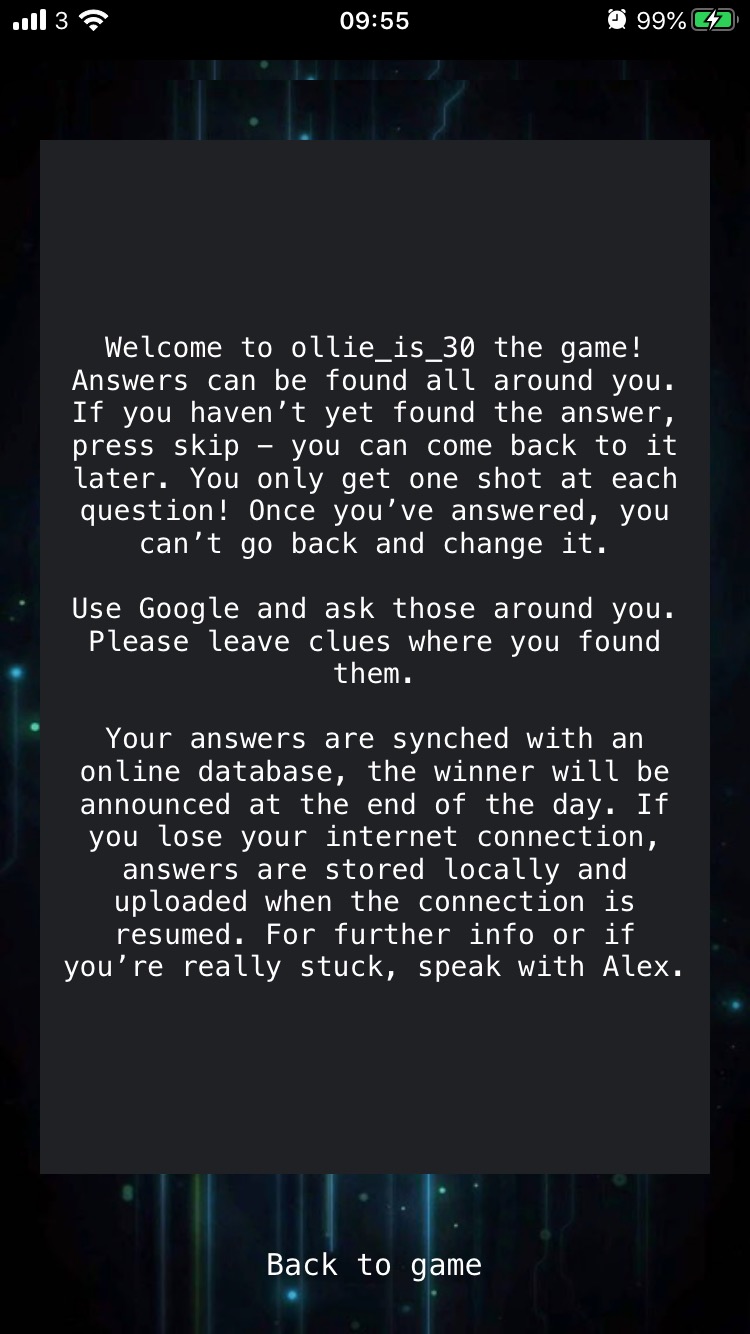 3 09:55 99%
Welcome to ollie_is_30 the game!
Answers can be found all around you.
If you haven’t yet found the answer,
press skip – you can come back to it
later. You only get one shot at each
question! Once you’ve answered, you
can’t go back and change it.
Use Google and ask those around you.
Please leave clues where you found
them.
Your answers are synched with an
online database, the winner will be
announced at the end of the day. If
you lose your internet connection,
answers are stored locally and
uploaded when the connection is
resumed. For further info or if
you’re really stuck, speak with Alex.
Back to game